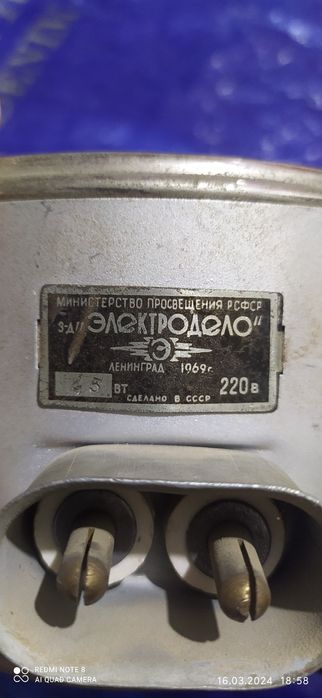 МИНИСТЕРСТВО ПРОСВЕЩЕНИЯ РСФСР
З-Д „ЭЛЕКТРОДЕЛО"
Э
ЛЕНИНГРАД 1969г.
45 ВТ 220 В
СДЕЛАНО В СССР
REDMI NOTE 8
AI QUAD CAMERA
16.03.2024 18:58